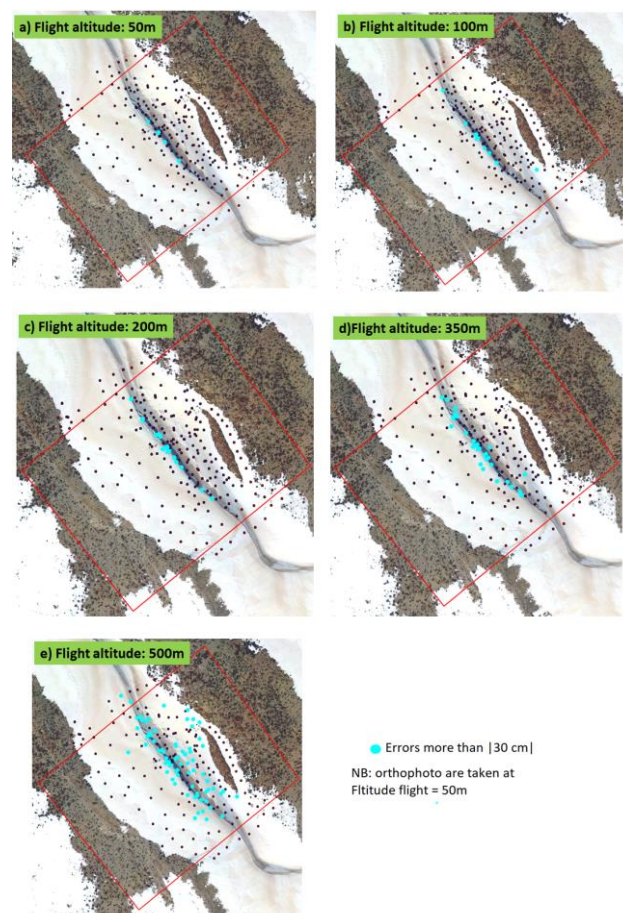 a) Flight altitude: 50m
b) Flight altitude: 100m
c) Flight altitude: 200m
d)Flight altitude: 350m
e) Flight altitude: 500m
Errors more than |30 cm|
NB: orthophoto are taken at
Fltitude flight = 50m